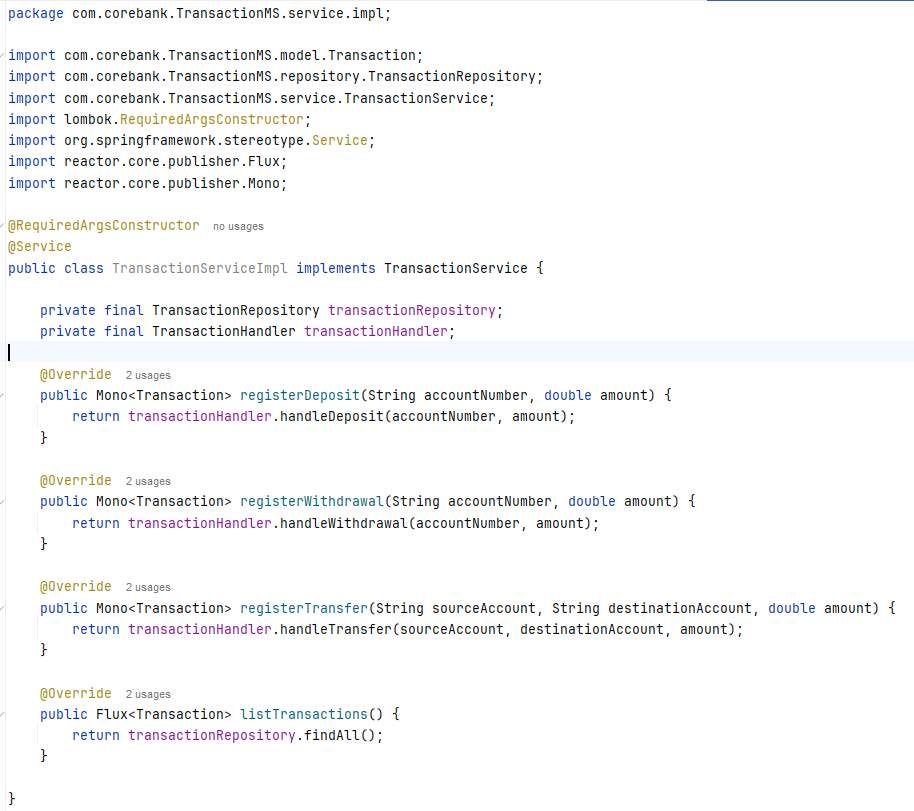 package com.corebank.TransactionMS.service.impl;
import com.corebank.TransactionMS.model.Transaction;
import com.corebank.TransactionMS.repository.TransactionRepository;
import com.corebank.TransactionMS.service.TransactionService;
import lombok.RequiredArgsConstructor;
import org.springframework.stereotype.Service;
import reactor.core.publisher.Flux;
import reactor.core.publisher.Mono;
@RequiredArgsConstructor no usages
@Service
public class TransactionServiceImpl implements TransactionService {
private final TransactionRepository transactionRepository;
private final TransactionHandler transactionHandler;
@Override 2 usages
public Mono<Transaction> registerDeposit(String accountNumber, double amount) {
return transactionHandler.handleDeposit(accountNumber, amount);
}
@Override 2 usages
public Mono<Transaction> registerWithdrawal(String accountNumber, double amount) {
return transactionHandler.handleWithdrawal(accountNumber, amount);
}
@Override 2 usages
public Mono<Transaction> registerTransfer(String sourceAccount, String destinationAccount, double amount) {
return transactionHandler.handleTransfer(sourceAccount, destinationAccount, amount);
}
@Override 2 usages
public Flux<Transaction> listTransactions() {
return transactionRepository.findAll();
}
}